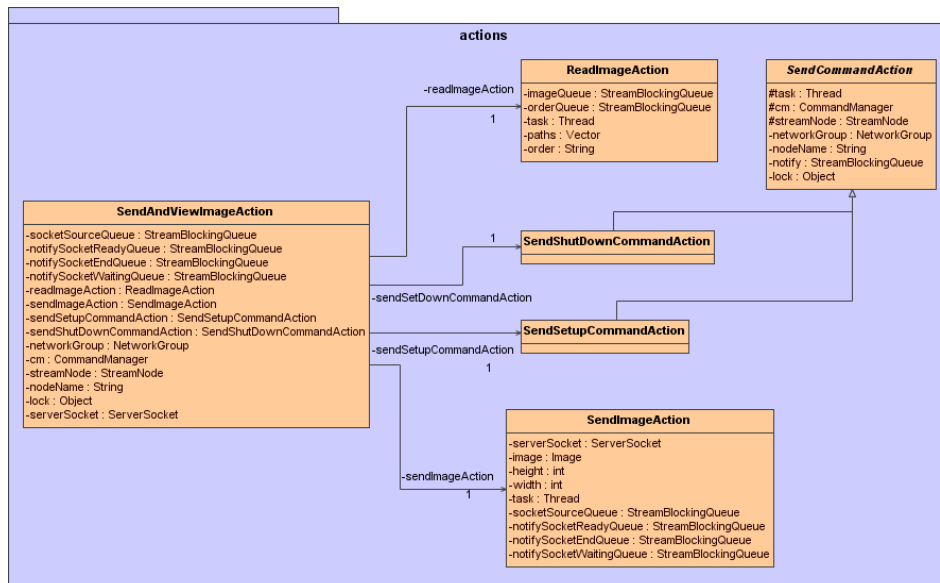 actions
ReadImageAction
-imageQueue : StreamBlockingQueue
-orderQueue : StreamBlockingQueue
-task : Thread
-paths : Vector
-order : String
SendCommandAction
#task : Thread
#cm : CommandManager
#streamNode : StreamNode
-networkGroup : NetworkGroup
-nodeName : String
-notify : StreamBlockingQueue
-lock : Object
-readImageAction
1
SendAndViewImageAction
-socketSourceQueue : StreamBlockingQueue
-notifySocketReadyQueue : StreamBlockingQueue
-notifySocketEndQueue : StreamBlockingQueue
-notifySocketWaitingQueue : StreamBlockingQueue
-readImageAction : ReadImageAction
-sendImageAction : SendImageAction
-sendSetupCommandAction : SendSetupCommandAction
-sendShutDownCommandAction : SendShutDownCommandAction
-networkGroup : NetworkGroup
-cm : CommandManager
-streamNode : StreamNode
-nodeName : String
-lock : Object
-serverSocket : ServerSocket
1
SendShutDownCommandAction
-sendSetDownCommandAction
SendSetupCommandAction
-sendSetupCommandAction
1
SendImageAction
-serverSocket : ServerSocket
-image : Image
-height : int
-width : int
-task : Thread
-socketSourceQueue : StreamBlockingQueue
-notifySocketReadyQueue : StreamBlockingQueue
-notifySocketEndQueue : StreamBlockingQueue
-notifySocketWaitingQueue : StreamBlockingQueue
-sendImageAction
1